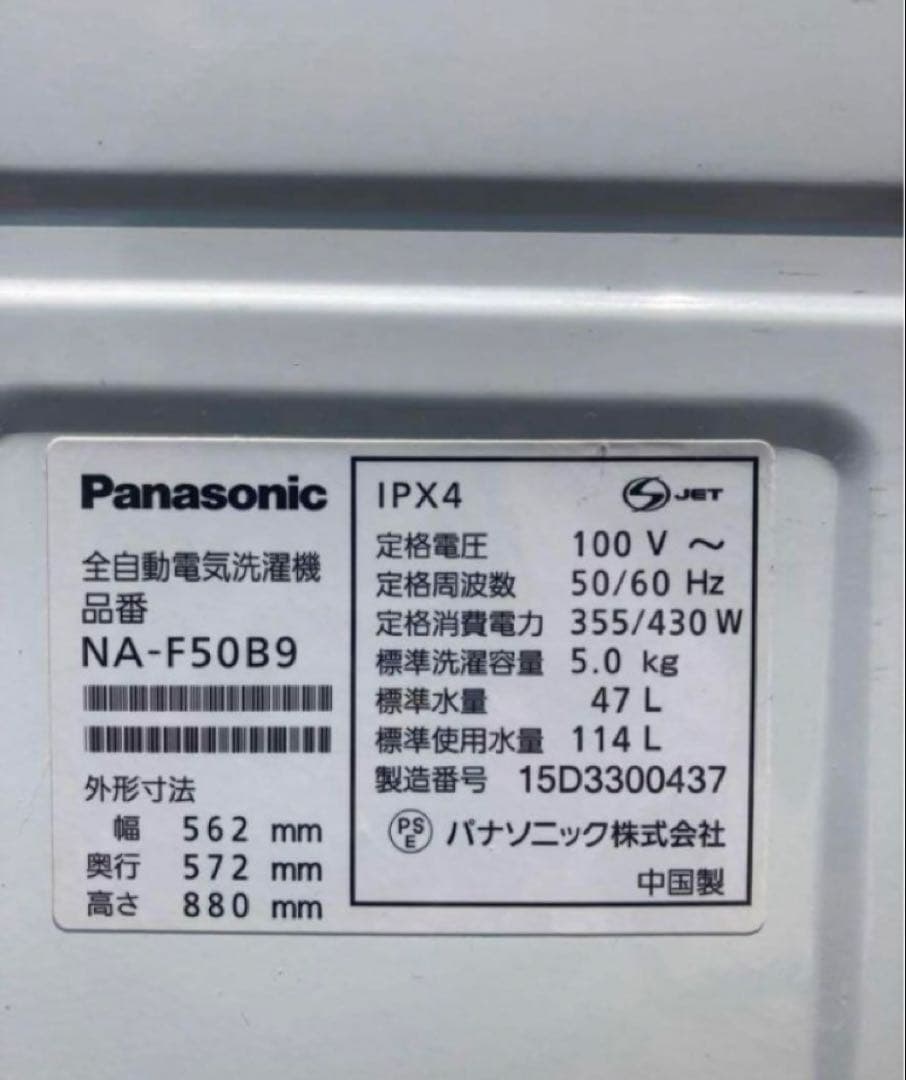 Panasonic
全自動電気洗濯機
品番
NA-F50B9
外形寸法
幅 562 mm
奥行 572 mm
高さ 880 mm
IPX4
S JET
定格電圧 100 V ～
定格周波数 50/60 Hz
定格消費電力 355/430 W
標準洗濯容量 5.0 kg
標準水量 47 L
標準使用水量 114 L
製造番号 15D3300437
PS
E
パナソニック株式会社
中国製